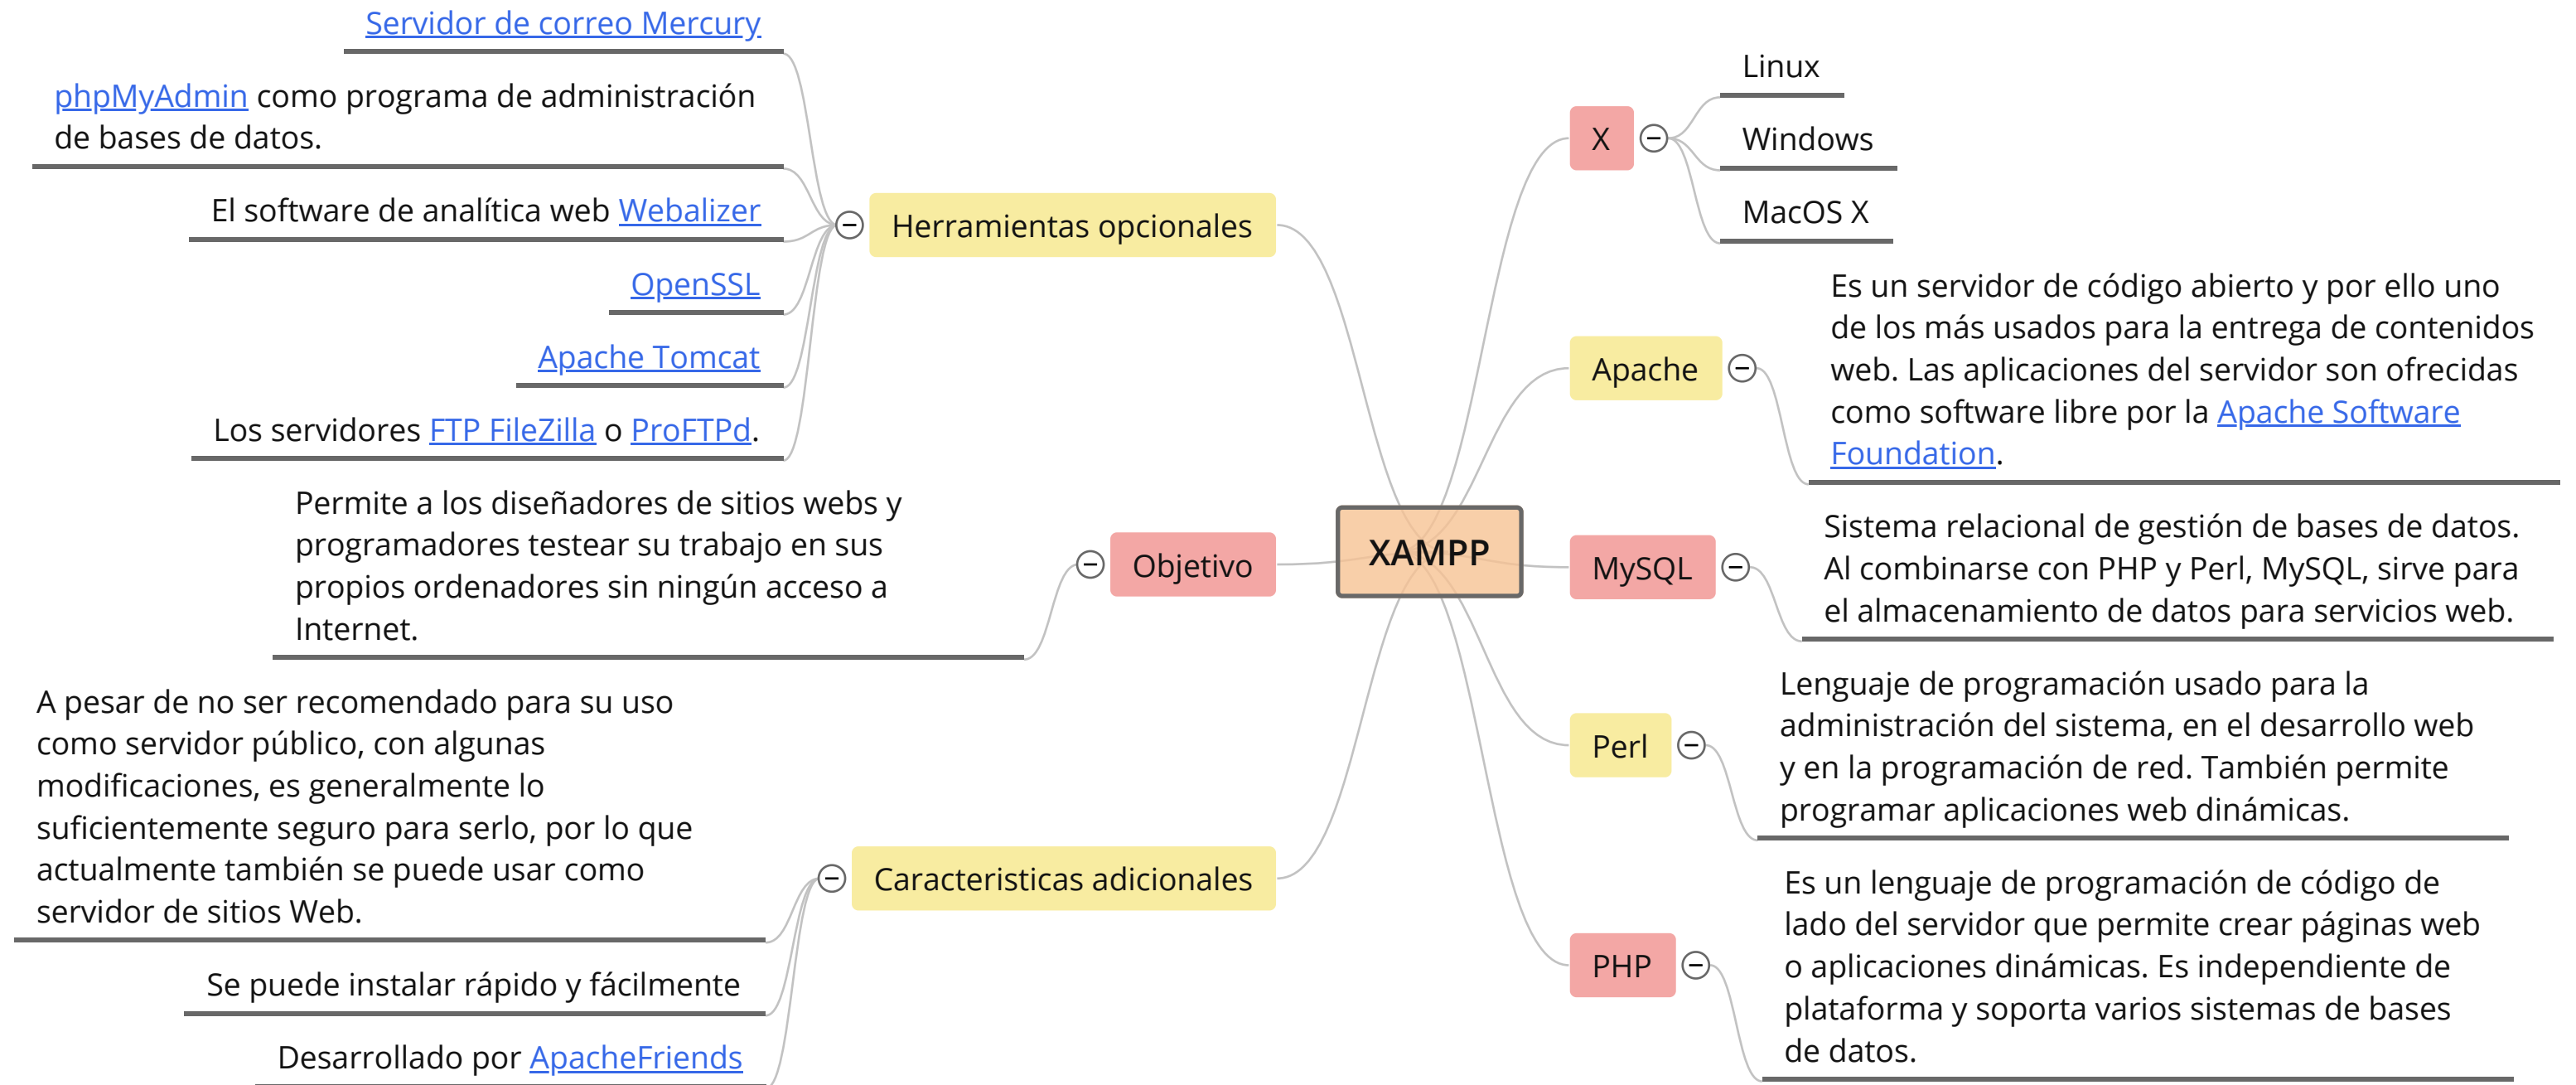 XAMPP
Herramientas opcionales
Servidor de correo Mercury
phpMyAdmin como programa de administración
de bases de datos.
El software de analítica web Webalizer
OpenSSL
Apache Tomcat
Los servidores FTP FileZilla o ProFTPd.
Objetivo
Permite a los diseñadores de sitios webs y
programadores testear su trabajo en sus
propios ordenadores sin ningún acceso a
Internet.
Caracteristicas adicionales
A pesar de no ser recomendado para su uso
como servidor público, con algunas
modificaciones, es generalmente lo
suficientemente seguro para serlo, por lo que
actualmente también se puede usar como
servidor de sitios Web.
Se puede instalar rápido y fácilmente
Desarrollado por ApacheFriends
X
Linux
Windows
MacOS X
Apache
Es un servidor de código abierto y por ello uno
de los más usados para la entrega de contenidos
web. Las aplicaciones del servidor son ofrecidas
como software libre por la Apache Software
Foundation.
MySQL
Sistema relacional de gestión de bases de datos.
Al combinarse con PHP y Perl, MySQL, sirve para
el almacenamiento de datos para servicios web.
Perl
Lenguaje de programación usado para la
administración del sistema, en el desarrollo web
y en la programación de red. También permite
programar aplicaciones web dinámicas.
PHP
Es un lenguaje de programación de código de
lado del servidor que permite crear páginas web
o aplicaciones dinámicas. Es independiente de
plataforma y soporta varios sistemas de bases
de datos.